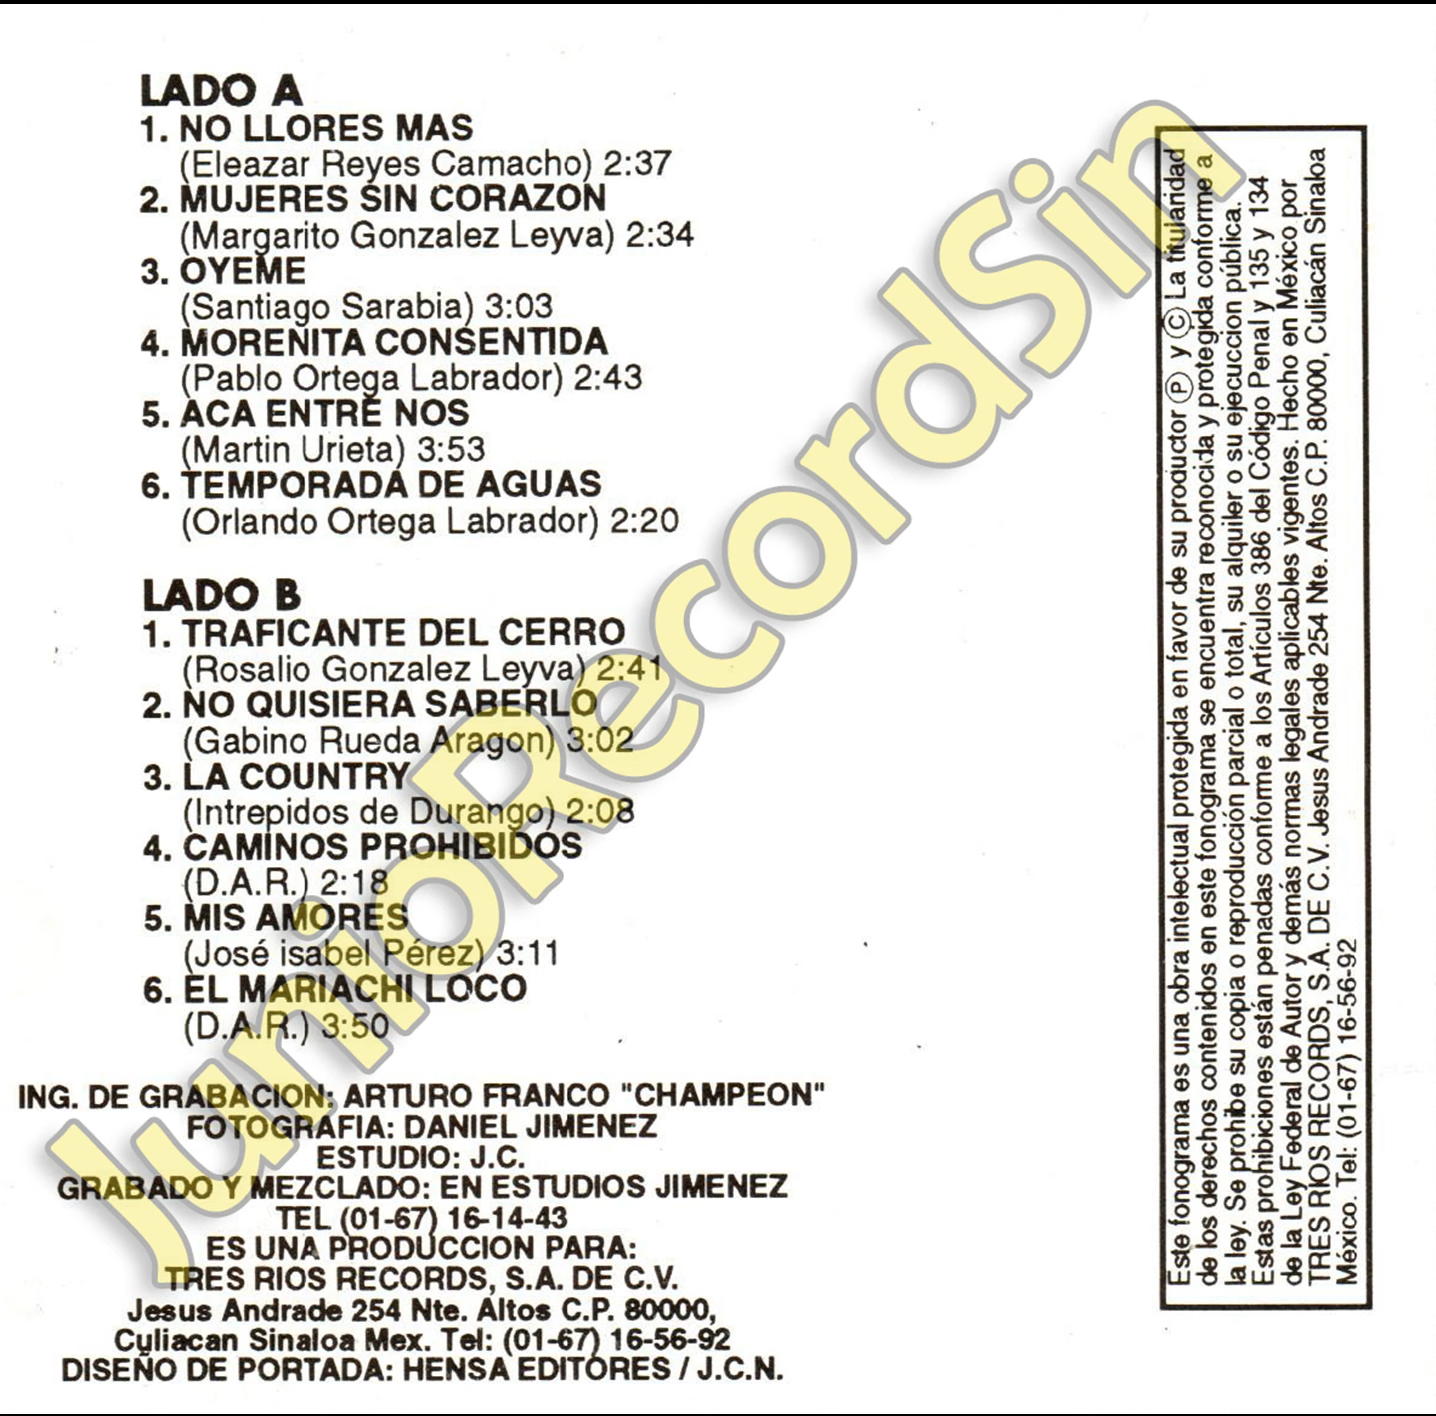 LADO A
1. NO LLORES MAS
(Eleazar Reyes Camacho) 2:37
2. MUJERES SIN CORAZON
(Margarito Gonzalez Leyva) 2:34
3. OYEME
(Santiago Sarabia) 3:03
4. MORENITA CONSENTIDA
(Pablo Ortega Labrador) 2:43
5. ACA ENTRE NOS
(Martin Urieta) 3:53
6. TEMPORADA DE AGUAS
(Orlando Ortega Labrador) 2:20
LADO B
1. TRAFICANTE DEL CERRO
(Rosalio Gonzalez Leyva) 2:41
2. NO QUISIERA SABERLO
(Gabino Rueda Aragon) 3:02
3. LA COUNTRY
(Intrepidos de Durango) 2:08
4. CAMINOS PROHIBIDOS
(D.A.R.) 2:18
5. MIS AMORES
(José isabel Pérez) 3:11
6. EL MARIACHI LOCO
(D.A.R.) 3:50
ING. DE GRABACION: ARTURO FRANCO "CHAMPEON"
FOTOGRAFIA: DANIEL JIMENEZ
ESTUDIO: J.C.
GRABADO Y MEZCLADO: EN ESTUDIOS JIMENEZ
TEL (01-67) 16-14-43
ES UNA PRODUCCION PARA:
TRES RIOS RECORDS, S.A. DE C.V.
Jesus Andrade 254 Nte. Altos C.P. 80000,
Culiacan Sinaloa Mex. Tel: (01-67) 16-56-92
DISEÑO DE PORTADA: HENSA EDITORES / J.C.N.
Este fonograma es una obra intelectual protegida en favor de su productor Ⓟ y Ⓒ La titularidad
de los derechos contenidos en este fonograma se encuentra reconocida y protegida conforme a
la ley. Se prohibe su copia o reproducción parcial o total, su alquiler o su ejecuccion pública.
Estas prohibiciones están penadas conforme a los Artículos 386 del Código Penal y 135 y 134
de la Ley Federal de Autor y demás normas legales aplicables vigentes. Hecho en México por
TRES RIOS RECORDS, S.A. DE C.V. Jesus Andrade 254 Nte. Altos C.P. 80000, Culiacán Sinaloa
México. Tel: (01-67) 16-56-92
JunioRecordSin